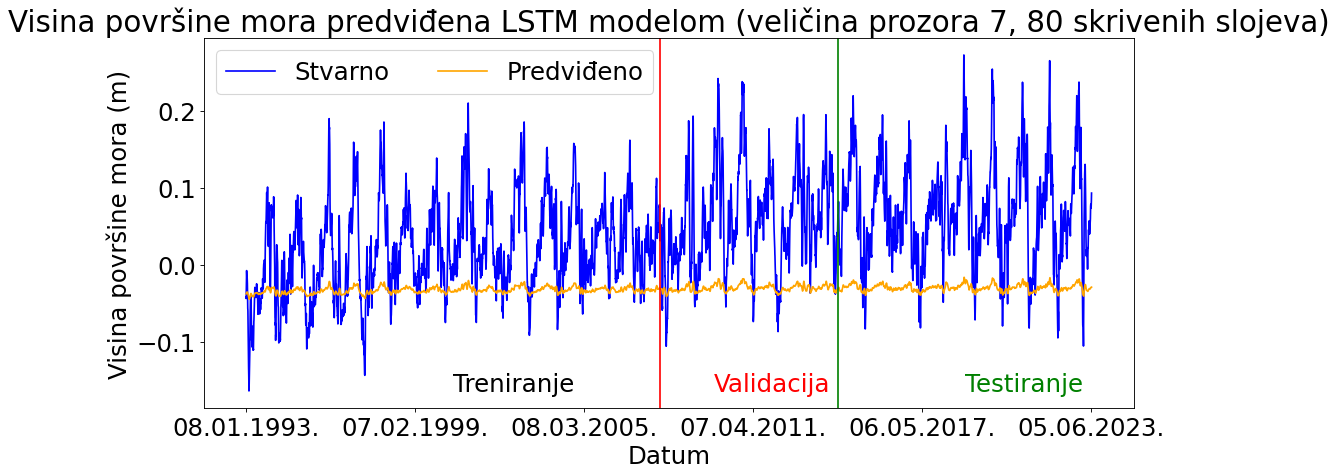 Visina površine mora predviđena LSTM modelom (veličina prozora 7, 80 skrivenih slojeva)
Stvarno
Predviđeno
Visina površine mora (m)
0.2
0.1
0.0
−0.1
Treniranje
Validacija
Testiranje
08.01.1993.
07.02.1999.
08.03.2005.
07.04.2011.
06.05.2017.
05.06.2023.
Datum